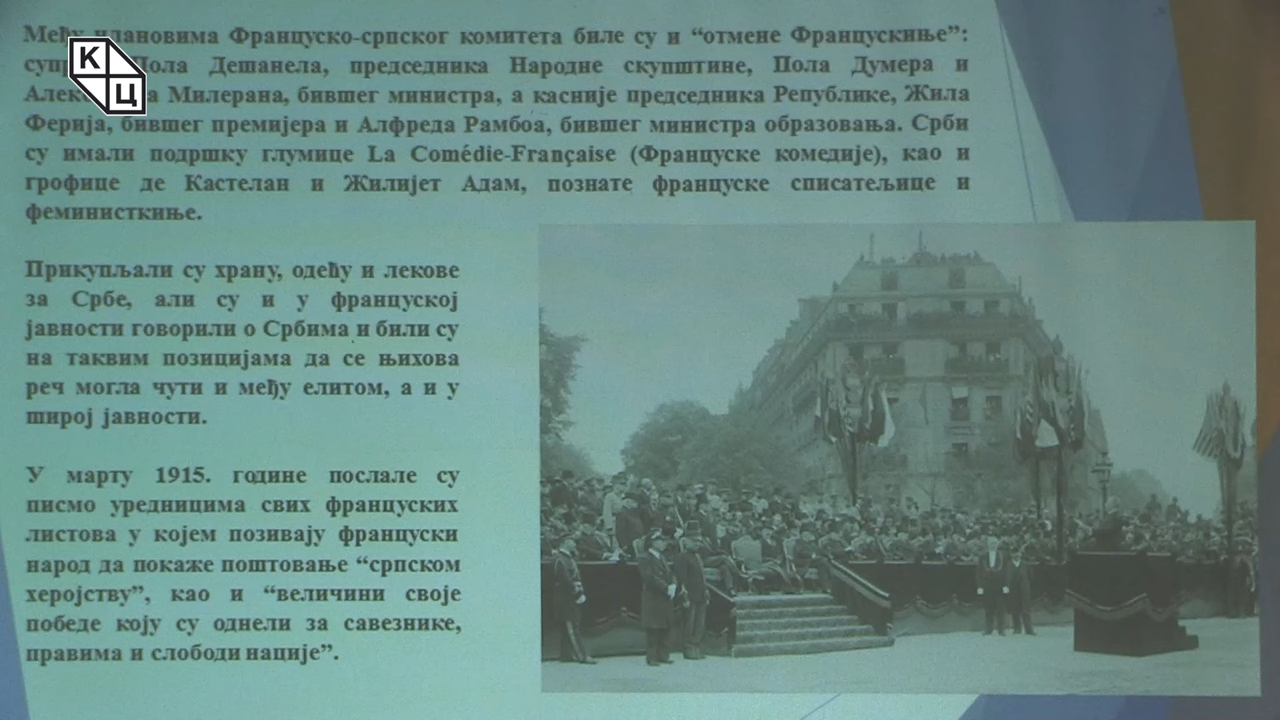 Међу члановима Француско-српског комитета биле су и “отмене Францускиње”:
Пола Дешанела, председника Народне скупштине, Пола Думера и
Милерана, бившег министра, а касније председника Републике, Жила
Ферија, бившег премијера и Алфреда Рамбоа, бившег министра образовања. Срби
су имали подршку глумице La Comédie-Française (Француске комедије), као и
грофице де Кастелан и Жилијет Адам, познате француске списатељице и
феминисткиње.
Прикупљали су храну, одећу и лекове
за Србе, али су и у француској
јавности говорили о Србима и били су
на таквим позицијама да се њихова
реч могла чути и међу елитом, а и у
широј јавности.
У марту 1915. године послале су
писмо уредницима свих француских
листова у којем позивају француски
народ да покаже поштовање “српском
херојству”, као и “величини своје
победе коју су однели за савезнике,
правима и слободи нације”.
К
Ц